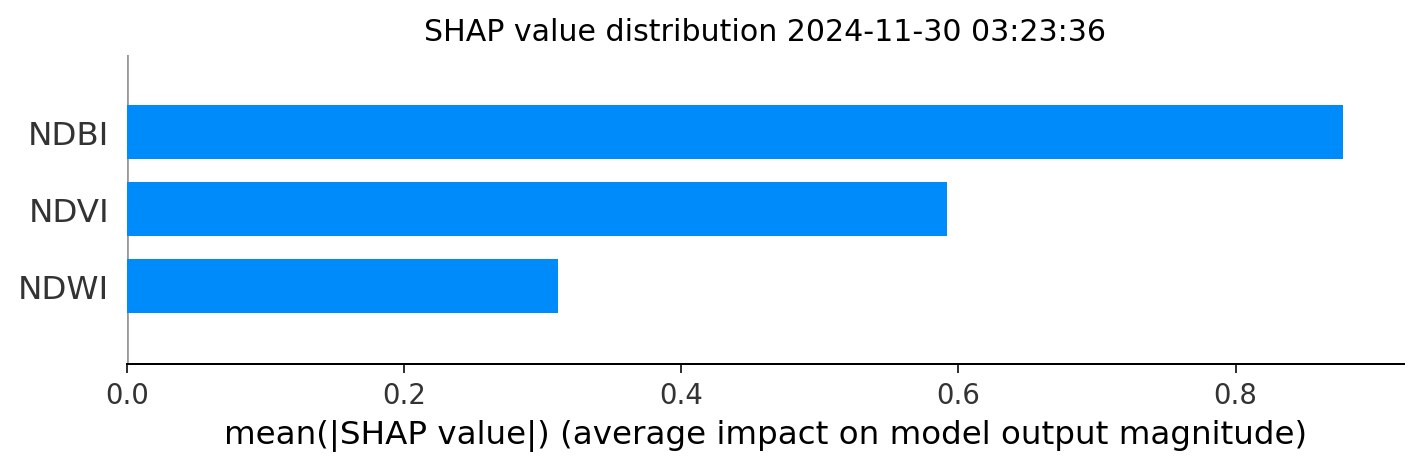 SHAP value distribution 2024-11-30 03:23:36
NDBI
NDVI
NDWI
0.0 0.2 0.4 0.6 0.8
mean(|SHAP value|) (average impact on model output magnitude)